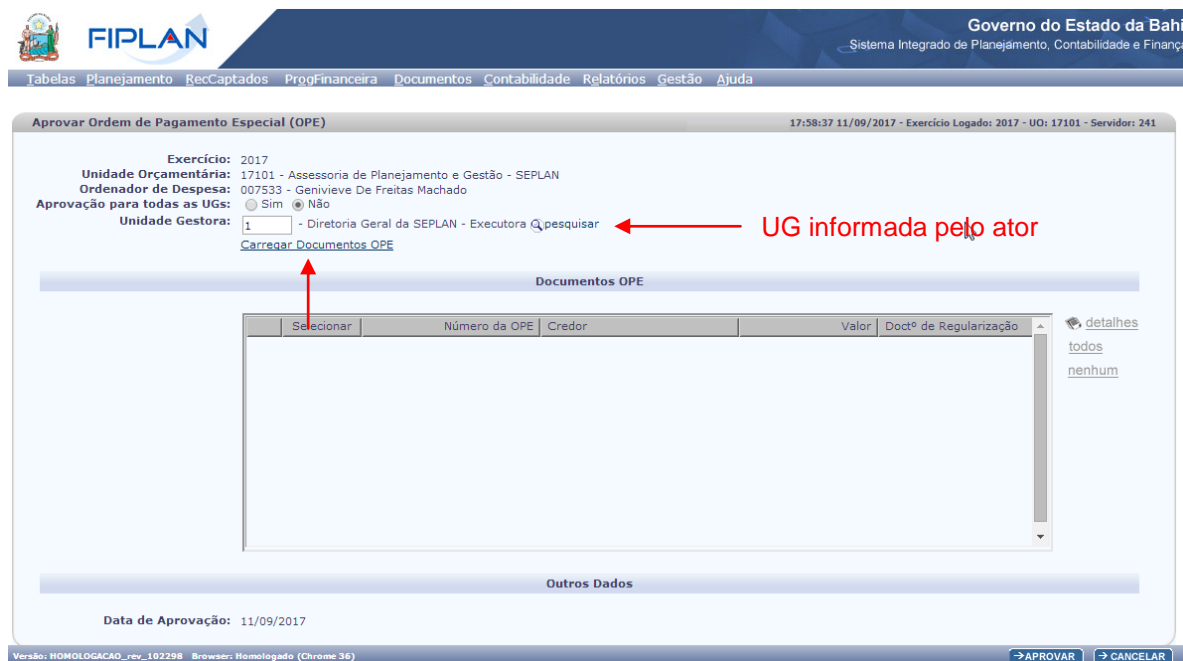 FIPLAN
Governo do Estado da Bahi
Sistema Integrado de Planejamento, Contabilidade e Finança
Tabelas Planejamento RecCaptados ProgFinanceira Documentos Contabilidade Relatórios Gestão Ajuda
Aprovar Ordem de Pagamento Especial (OPE) 17:58:37 11/09/2017 - Exercício Logado: 2017 - UO: 17101 - Servidor: 241
Exercício: 2017
Unidade Orçamentária: 17101 - Assessoria de Planejamento e Gestão - SEPLAN
Ordenador de Despesa: 007533 - Genivieve De Freitas Machado
Aprovação para todas as UGs: Sim Não
Unidade Gestora: 1 - Diretoria Geral da SEPLAN - Executora pesquisar UG informada pelo ator
Carregar Documentos OPE
Documentos OPE
Selecionar Número da OPE Credor Valor Doctº de Regularização detalhes
todos
nenhum
Outros Dados
Data de Aprovação: 11/09/2017
Versão: HOMOLOGACAO_rev_102298 Browser: Homologado (Chrome 36) APROVAR CANCELAR